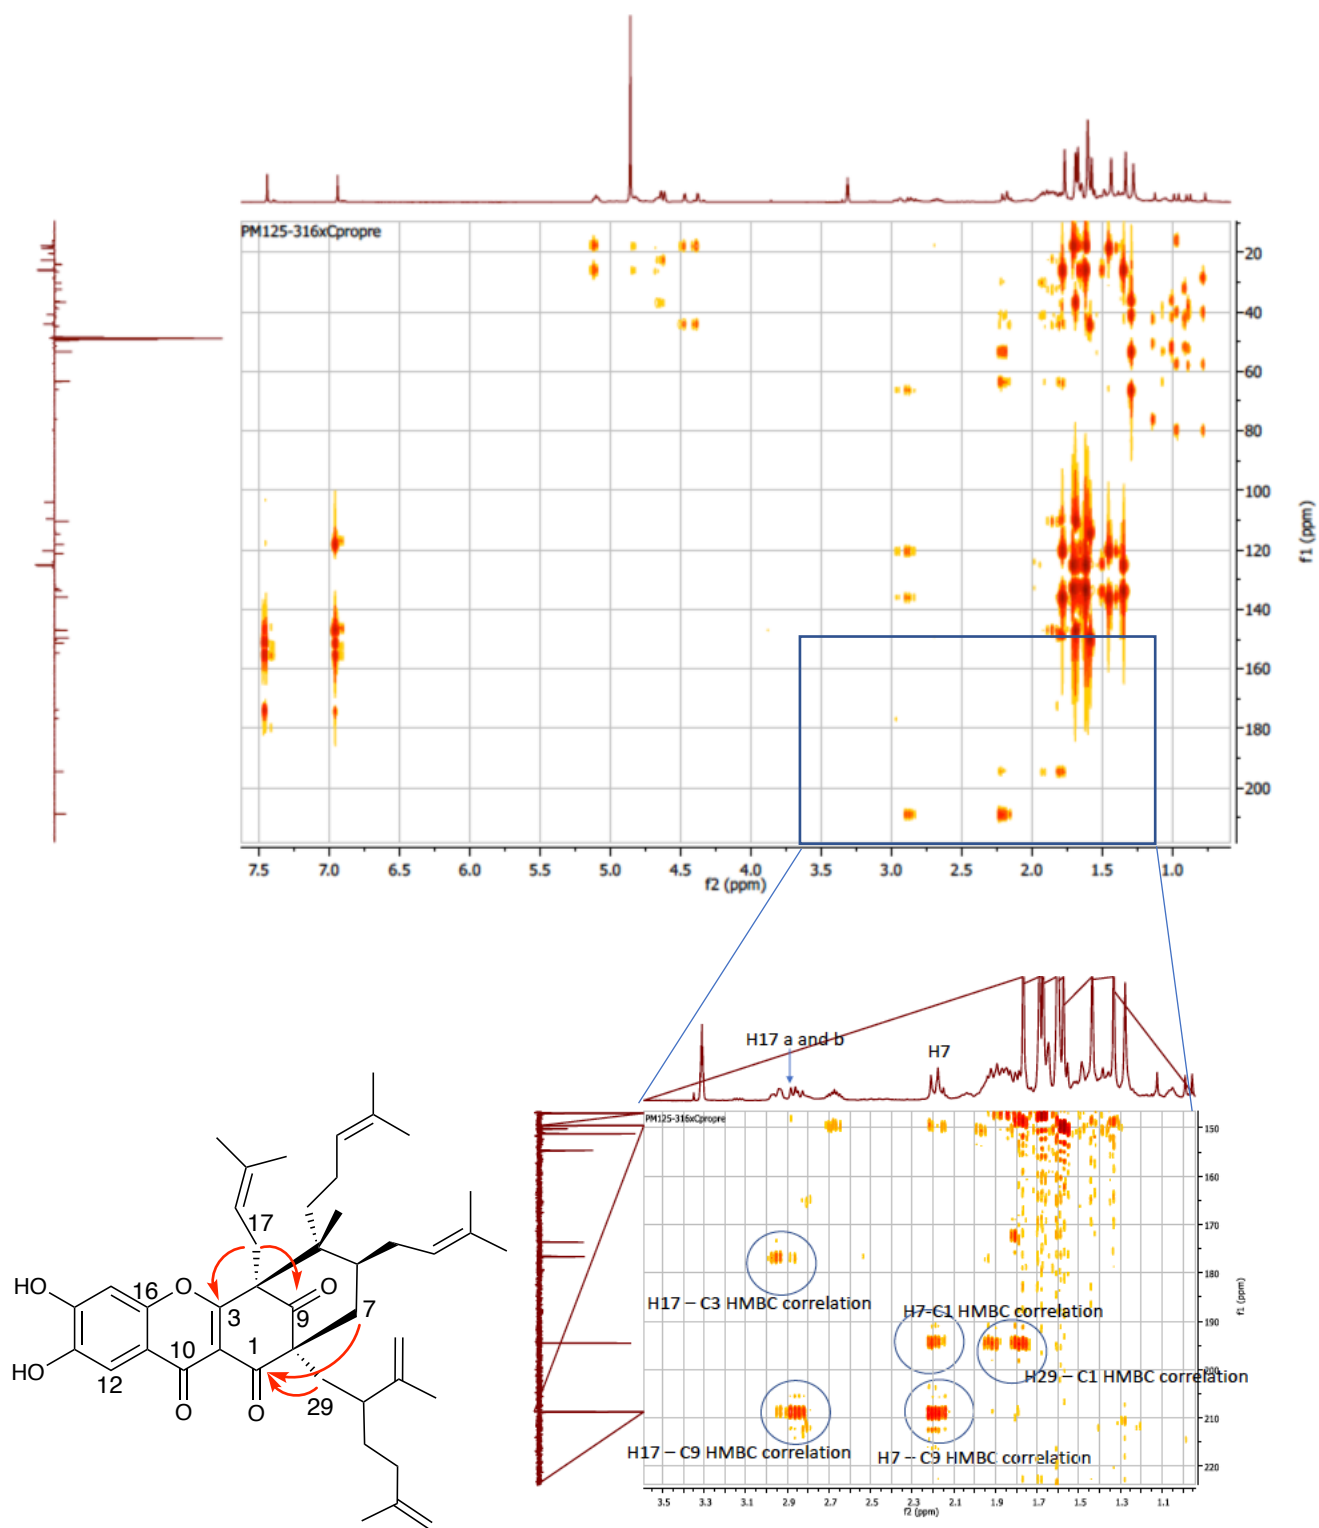 PM125-316xCpropre
20
40
60
80
100
120
140
160
180
200
f1 (ppm)
7.5 7.0 6.5 6.0 5.5 5.0 4.5 4.0 3.5 3.0 2.5 2.0 1.5 1.0
f2 (ppm)
H17 a and b
H7
PM125-316xCpropre
150
160
170
180
190
200
210
220
f1 (ppm)
H17 – C3 HMBC correlation
H7-C1 HMBC correlation
H29 – C1 HMBC correlation
H17 – C9 HMBC correlation
H7 – C9 HMBC correlation
3.5 3.3 3.1 2.9 2.7 2.5 2.3 2.1 1.9 1.7 1.5 1.3 1.1
f2 (ppm)
17
HO 16 O O
3 9 7
10 1
HO
12
O O 29